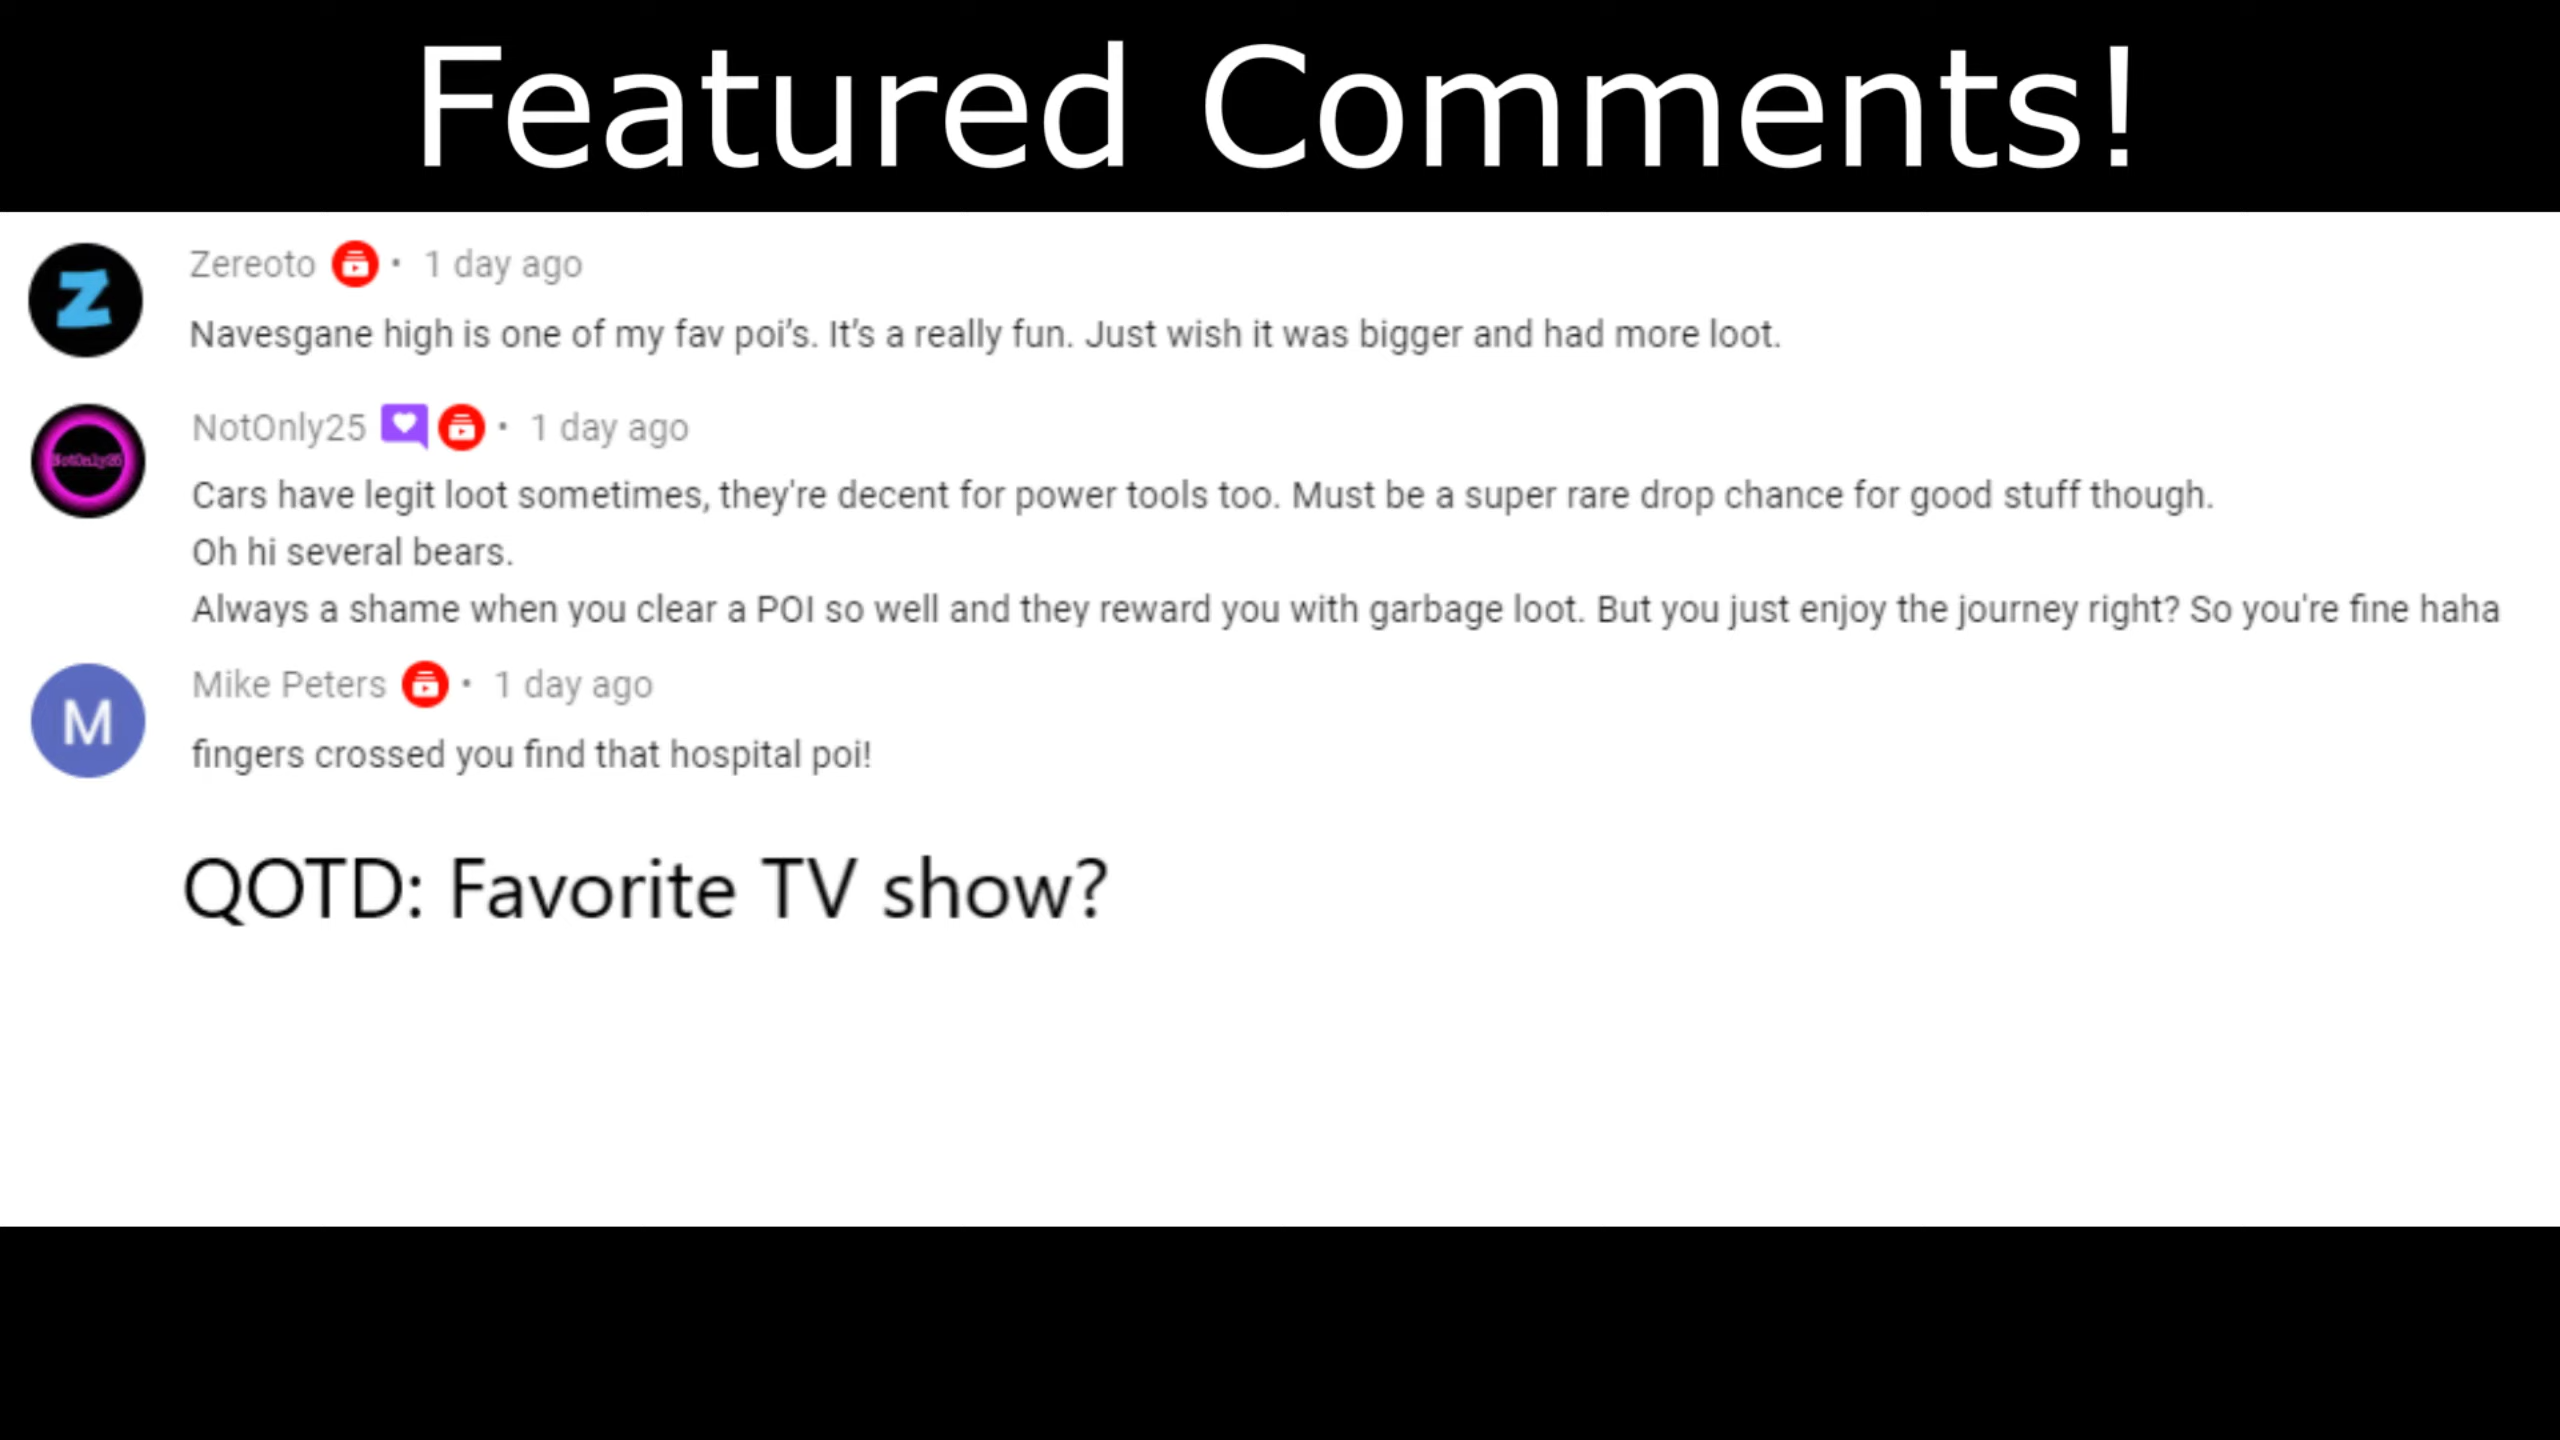 Featured Comments!
Z
Zereoto • 1 day ago
Navesgane high is one of my fav poi's. It's a really fun. Just wish it was bigger and had more loot.
NotOnly25
NotOnly25 • 1 day ago
Cars have legit loot sometimes, they're decent for power tools too. Must be a super rare drop chance for good stuff though.
Oh hi several bears.
Always a shame when you clear a POI so well and they reward you with garbage loot. But you just enjoy the journey right? So you're fine haha
M
Mike Peters • 1 day ago
fingers crossed you find that hospital poi!
QOTD: Favorite TV show?